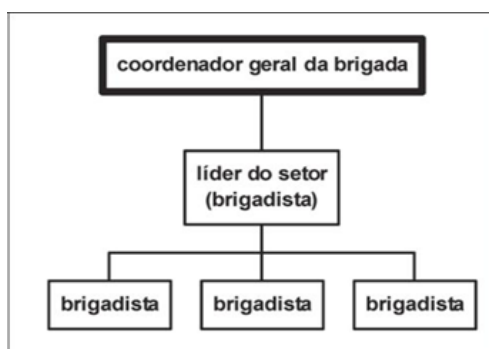 coordenador geral da brigada
líder do setor
(brigadista)
brigadista
brigadista
brigadista